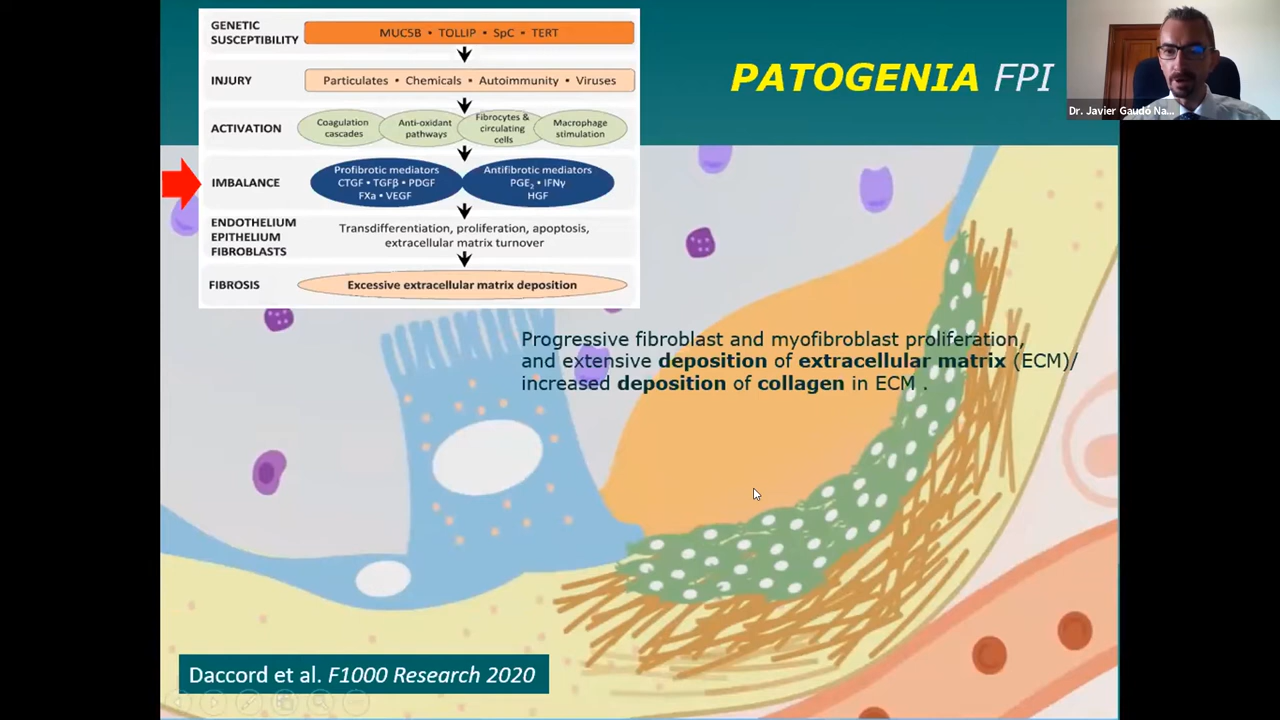 GENETIC
SUSCEPTIBILITY
MUC5B • TOLLIP • SpC • TERT
INJURY
Particulates • Chemicals • Autoimmunity • Viruses
ACTIVATION
Coagulation
cascades
Anti-oxidant
pathways
Fibrocytes &
circulating
cells
Macrophage
stimulation
IMBALANCE
Profibrotic mediators
CTGF • TGFβ • PDGF
FXa • VEGF
Antifibrotic mediators
PGE₂ • IFNγ
HGF
ENDOTHELIUM
EPITHELIUM
FIBROBLASTS
Transdifferentiation, proliferation, apoptosis,
extracellular matrix turnover
FIBROSIS
Excessive extracellular matrix deposition
PATOGENIA FPI
Dr. Javier Gaudó Na...
Progressive fibroblast and myofibroblast proliferation,
and extensive deposition of extracellular matrix (ECM)/
increased deposition of collagen in ECM .
Daccord et al. F1000 Research 2020